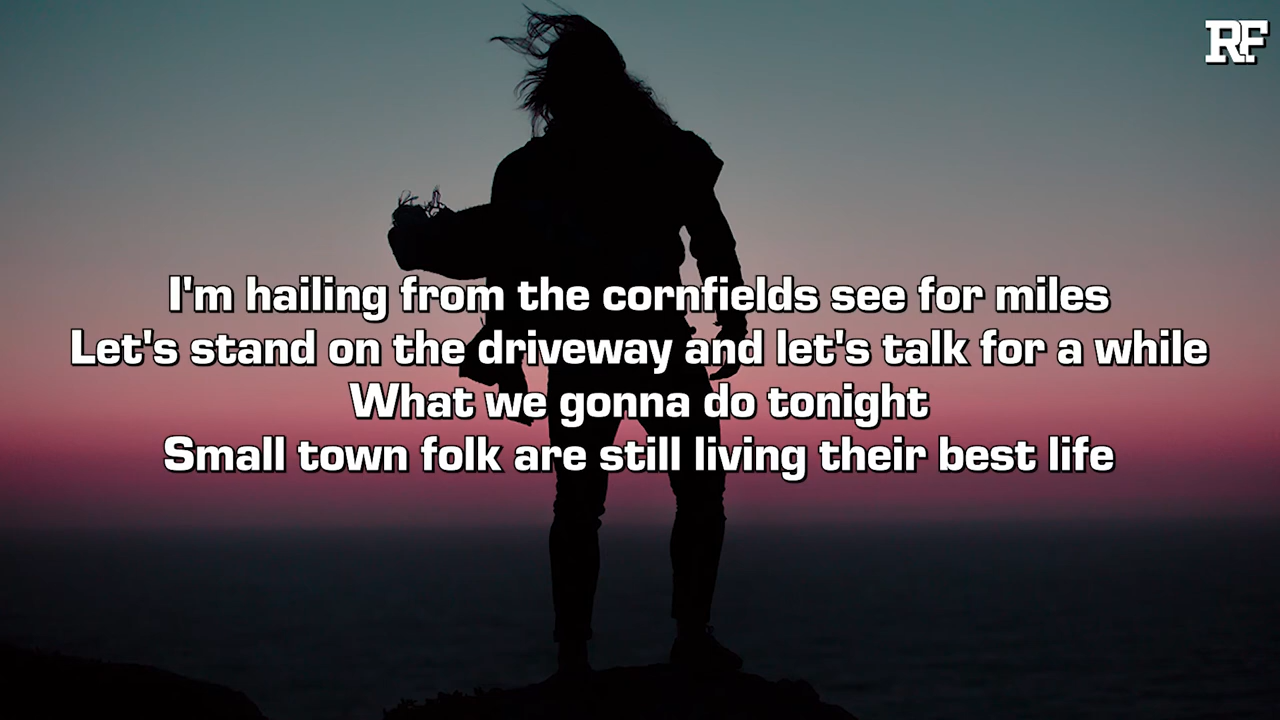 RF
I'm hailing from the cornfields see for miles
Let's stand on the driveway and let's talk for a while
What we gonna do tonight
Small town folk are still living their best life